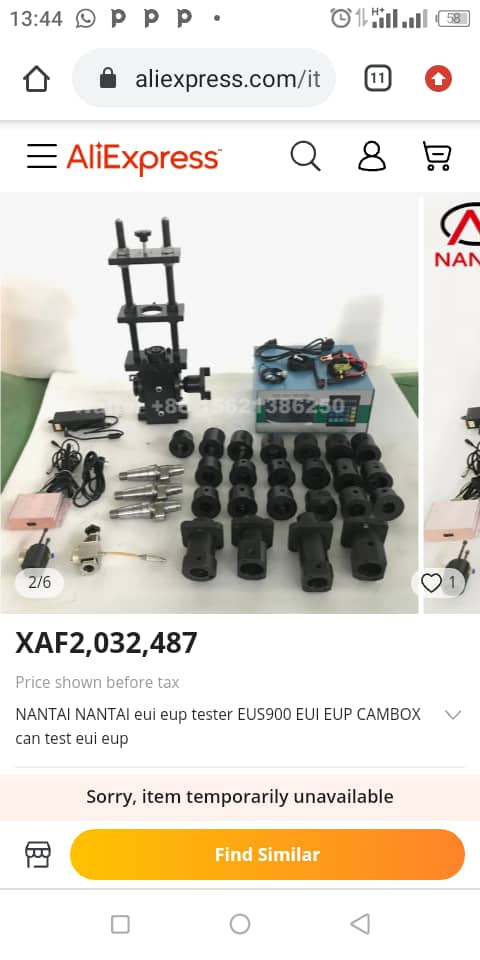 13:44
H+
58
aliexpress.com/it
11
AliExpress
NAN
+86 15621386250
2/6
1
XAF2,032,487
Price shown before tax
NANTAI NANTAI eui eup tester EUS900 EUI EUP CAMBOX
can test eui eup
Sorry, item temporarily unavailable
Find Similar